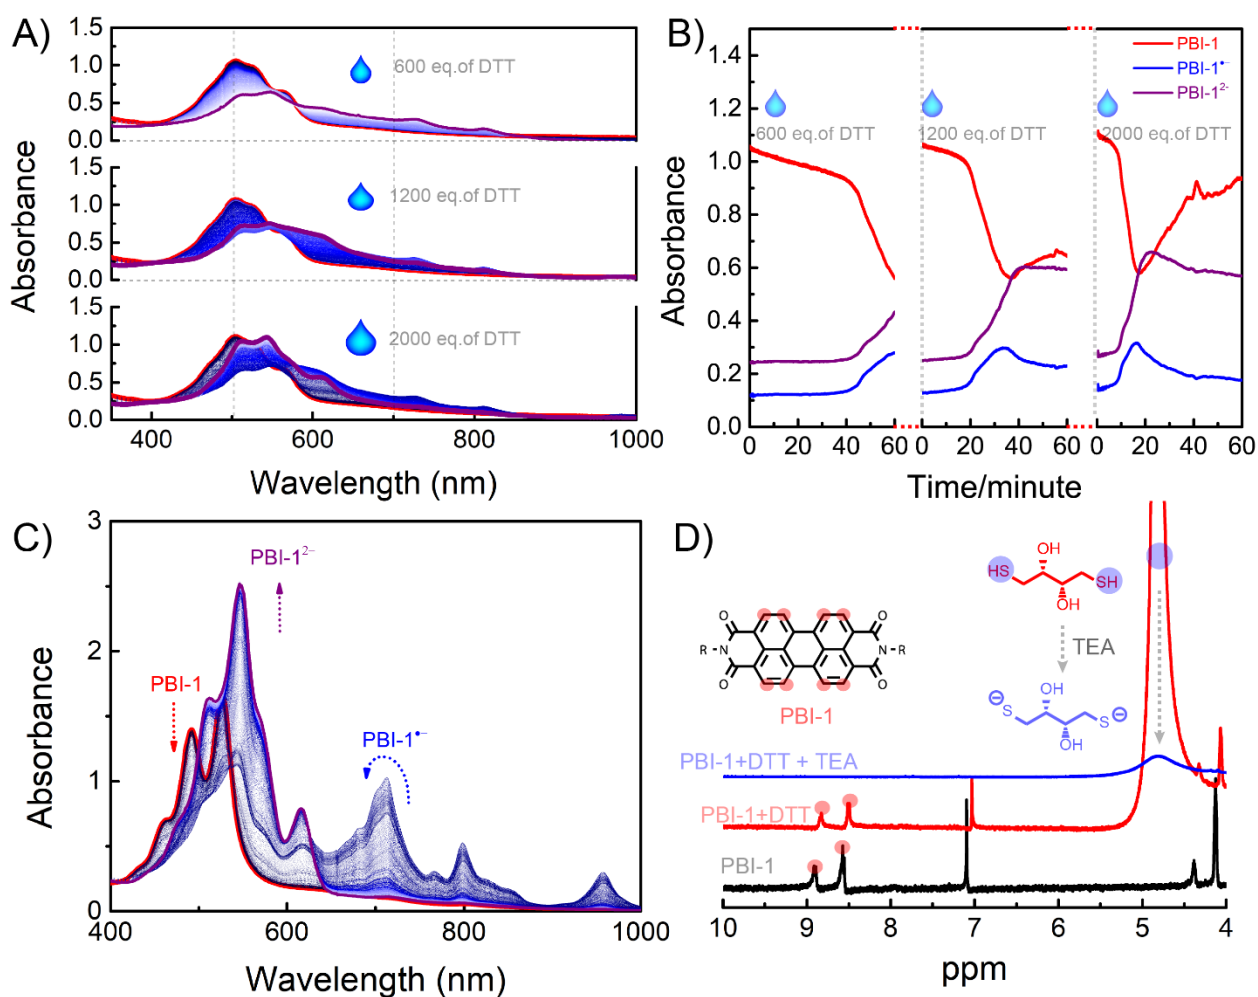 A)
1.5
1.0
0.5
0.0
600 eq.of DTT
1.5
1.0
0.5
0.0
1200 eq.of DTT
1.5
1.0
0.5
0.0
2000 eq.of DTT
400 600 800 1000
Absorbance
Wavelength (nm)
B)
1.4
1.2
1.0
0.8
0.6
0.4
0.2
0.0
PBI-1
PBI-1•−
PBI-1²⁻
600 eq.of DTT
1200 eq.of DTT
2000 eq.of DTT
0 20 40 60 0 20 40 60 0 20 40 60
Absorbance
Time/minute
C)
3
2
1
0
PBI-1²⁻
PBI-1
PBI-1•−
400 500 600 700 800 900 1000
Absorbance
Wavelength (nm)
D)
OH
HS
SH
OH
TEA
OH
⊖S
S⊖
OH
O O
R-N N-R
O O
PBI-1
PBI-1+DTT + TEA
PBI-1+DTT
PBI-1
10 9 8 7 6 5 4
ppm